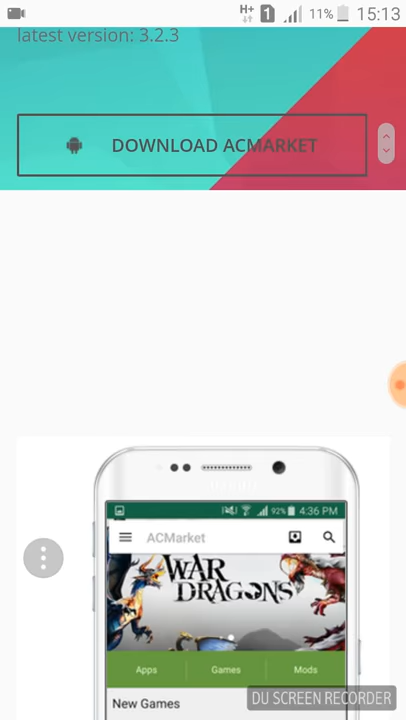 H+ 1 11% 15:13
latest version: 3.2.3
DOWNLOAD ACMARKET
92% 4:36 PM
ACMarket
WAR
DRAGONS
Apps Games Mods
New Games
DU SCREEN RECORDER